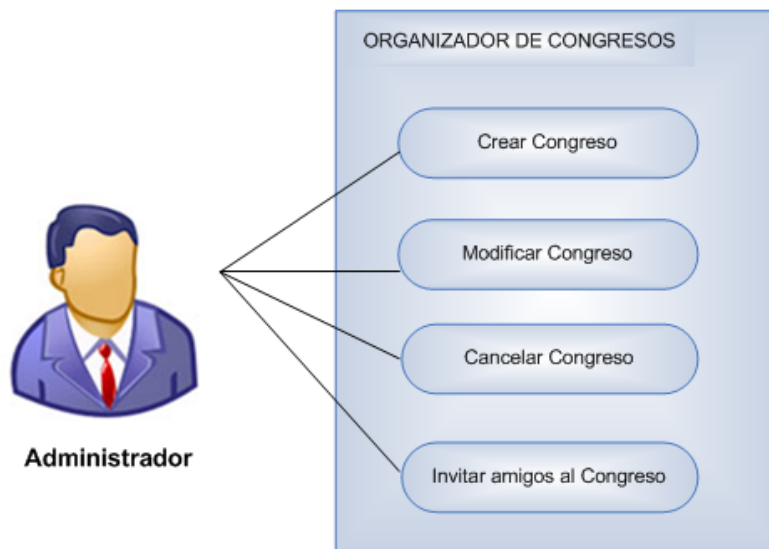 ORGANIZADOR DE CONGRESOS
Crear Congreso
Modificar Congreso
Cancelar Congreso
Invitar amigos al Congreso
Administrador